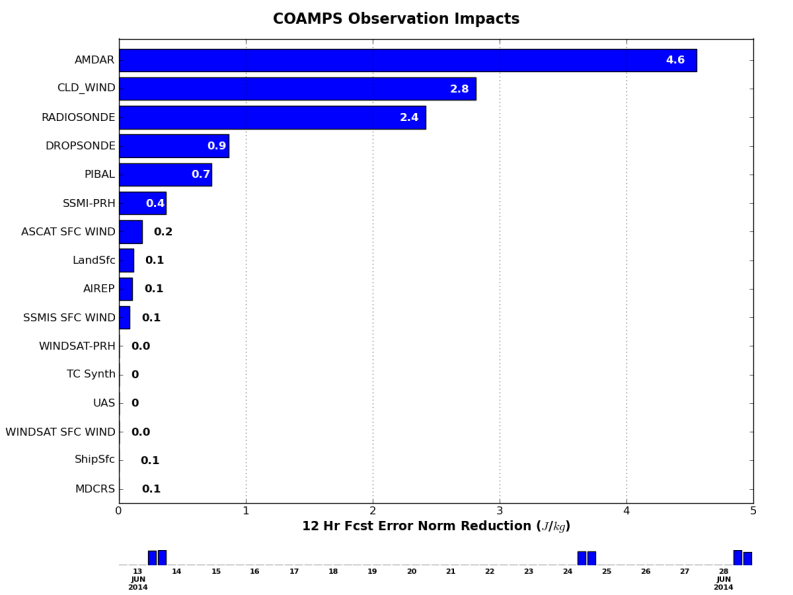 COAMPS Observation Impacts
AMDAR 4.6
CLD_WIND 2.8
RADIOSONDE 2.4
DROPSONDE 0.9
PIBAL 0.7
SSMI-PRH 0.4
ASCAT SFC WIND 0.2
LandSfc 0.1
AIREP 0.1
SSMIS SFC WIND 0.1
WINDSAT-PRH 0.0
TC Synth 0
UAS 0
WINDSAT SFC WIND 0.0
ShipSfc 0.1
MDCRS 0.1
0 1 2 3 4 5
12 Hr Fcst Error Norm Reduction (J/kg)
13 14 15 16 17 18 19 20 21 22 23 24 25 26 27 28
JUN JUN
2014 2014